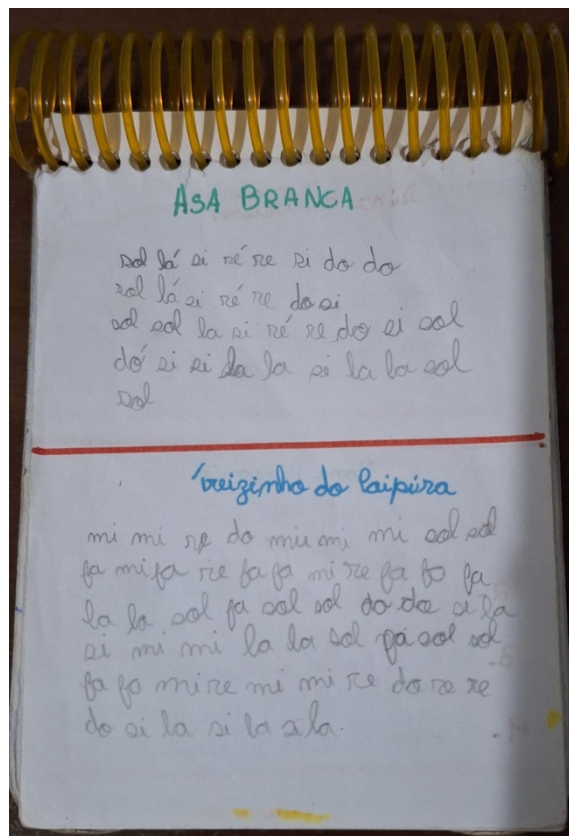 ASA BRANCA
sol lá si ré re si do do
sol lá si ré re do si
sol sol la si ré re do si sol
dó si si la la si la la sol
sol
treizinho do Caipira
mi mi re do mi mi mi sol sol
fa mi fa re fa fa mi re fa fa fa
la la sol fa sol sol do do si la
si mi mi la la sol fa sol sol
fa fa mi re mi mi re do re re
do si la si la si la.